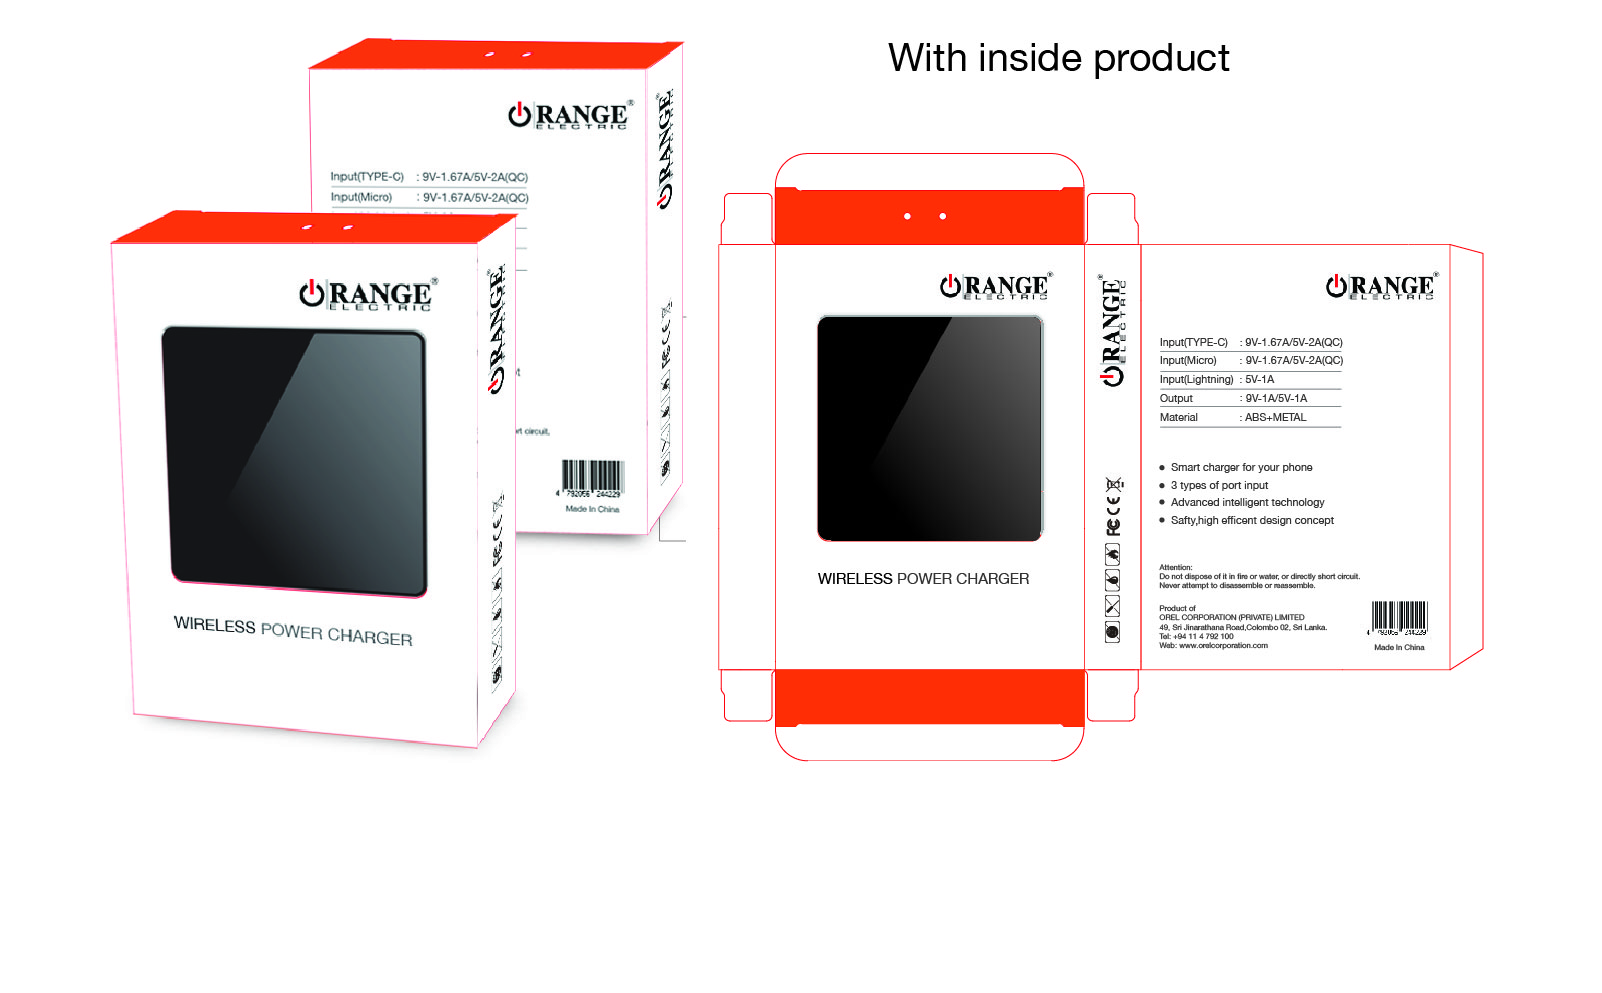 With inside product
RANGE®
ELECTRIC
Input(TYPE-C) : 9V-1.67A/5V-2A(QC)
Input(Micro) : 9V-1.67A/5V-2A(QC)
rt circuit,
4 792056 244229
Made In China
RANGE
RANGE®
ELECTRIC
WIRELESS POWER CHARGER
RANGE
RANGE®
ELECTRIC
WIRELESS POWER CHARGER
RANGE®
ELECTRIC
FC CE
RANGE®
ELECTRIC
Input(TYPE-C) : 9V-1.67A/5V-2A(QC)
Input(Micro) : 9V-1.67A/5V-2A(QC)
Input(Lightning) : 5V-1A
Output : 9V-1A/5V-1A
Material : ABS+METAL
● Smart charger for your phone
● 3 types of port input
● Advanced intelligent technology
● Safty,high efficent design concept
Attention:
Do not dispose of it in fire or water, or directly short circuit.
Never attempt to disassemble or reassemble.
Product of
OREL CORPORATION (PRIVATE) LIMITED
49, Sri Jinarathana Road,Colombo 02, Sri Lanka.
Tel: +94 11 4 792 100
Web: www.orelcorporation.com
4 792056 244229
Made In China